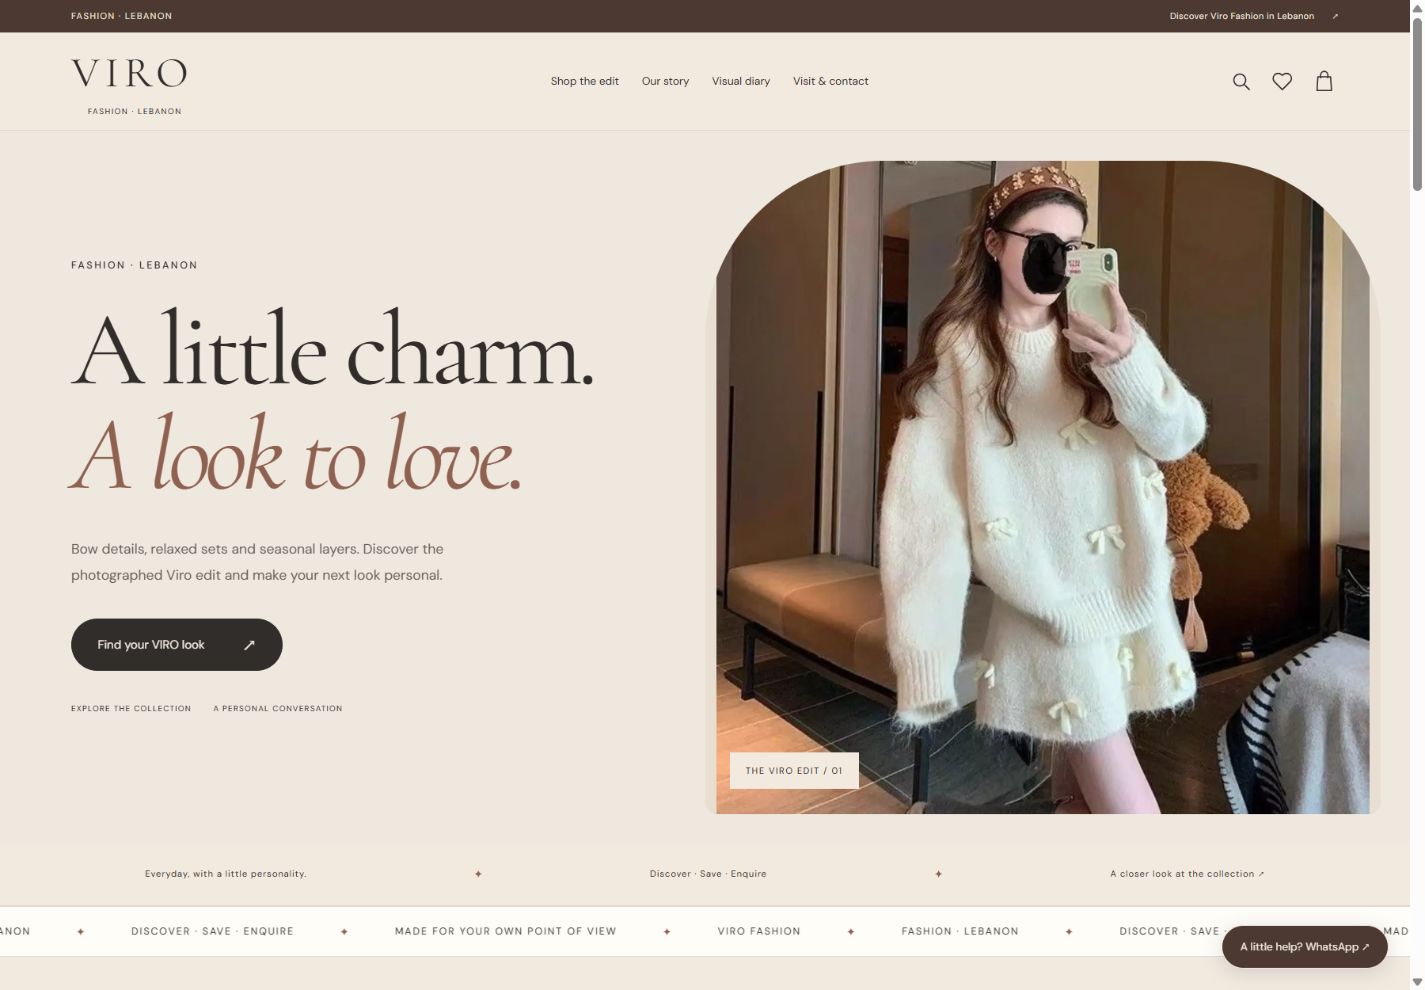 FASHION · LEBANON
Discover Viro Fashion in Lebanon ↗
VIRO
FASHION · LEBANON
Shop the edit
Our story
Visual diary
Visit & contact
FASHION · LEBANON
A little charm.
A look to love.
Bow details, relaxed sets and seasonal layers. Discover the
photographed Viro edit and make your next look personal.
Find your VIRO look ↗
EXPLORE THE COLLECTION
A PERSONAL CONVERSATION
THE VIRO EDIT / 01
Everyday, with a little personality.
✦
Discover · Save · Enquire
✦
A closer look at the collection ↗
ANON ✦ DISCOVER · SAVE · ENQUIRE ✦ MADE FOR YOUR OWN POINT OF VIEW ✦ VIRO FASHION ✦ FASHION · LEBANON ✦ DISCOVER · SAVE · MAD
A little help? WhatsApp ↗